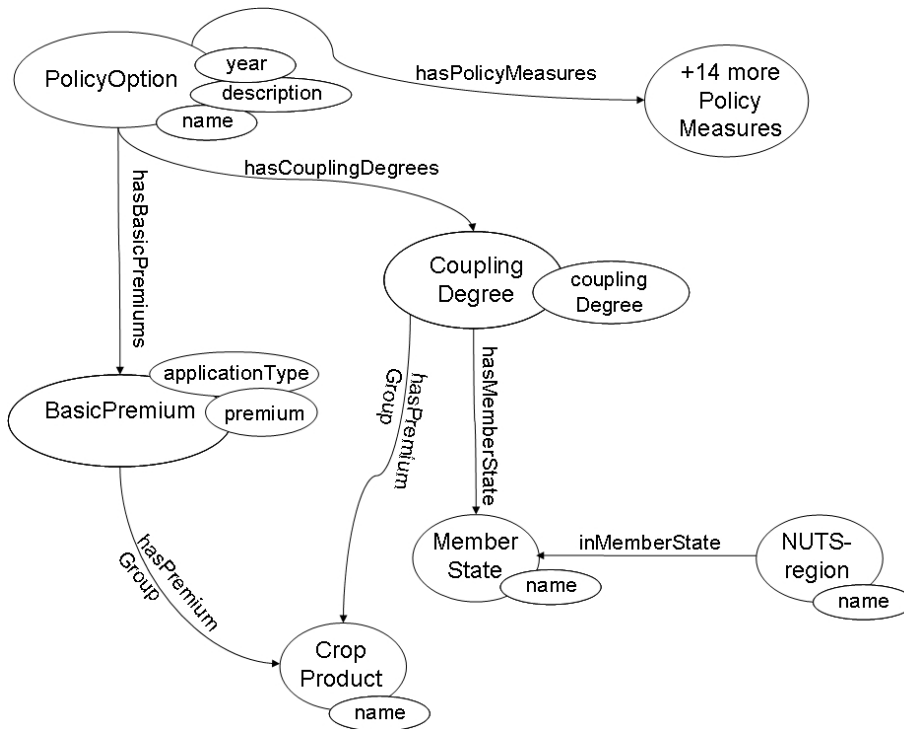 PolicyOption
year
description
name
hasPolicyMeasures
+14 more
Policy
Measures
hasCouplingDegrees
hasBasicPremiums
Coupling
Degree
coupling
Degree
applicationType
BasicPremium
premium
hasPremium
Group
hasMemberState
Member
State
name
inMemberState
NUTS-
region
name
hasPremium
Group
Crop
Product
name